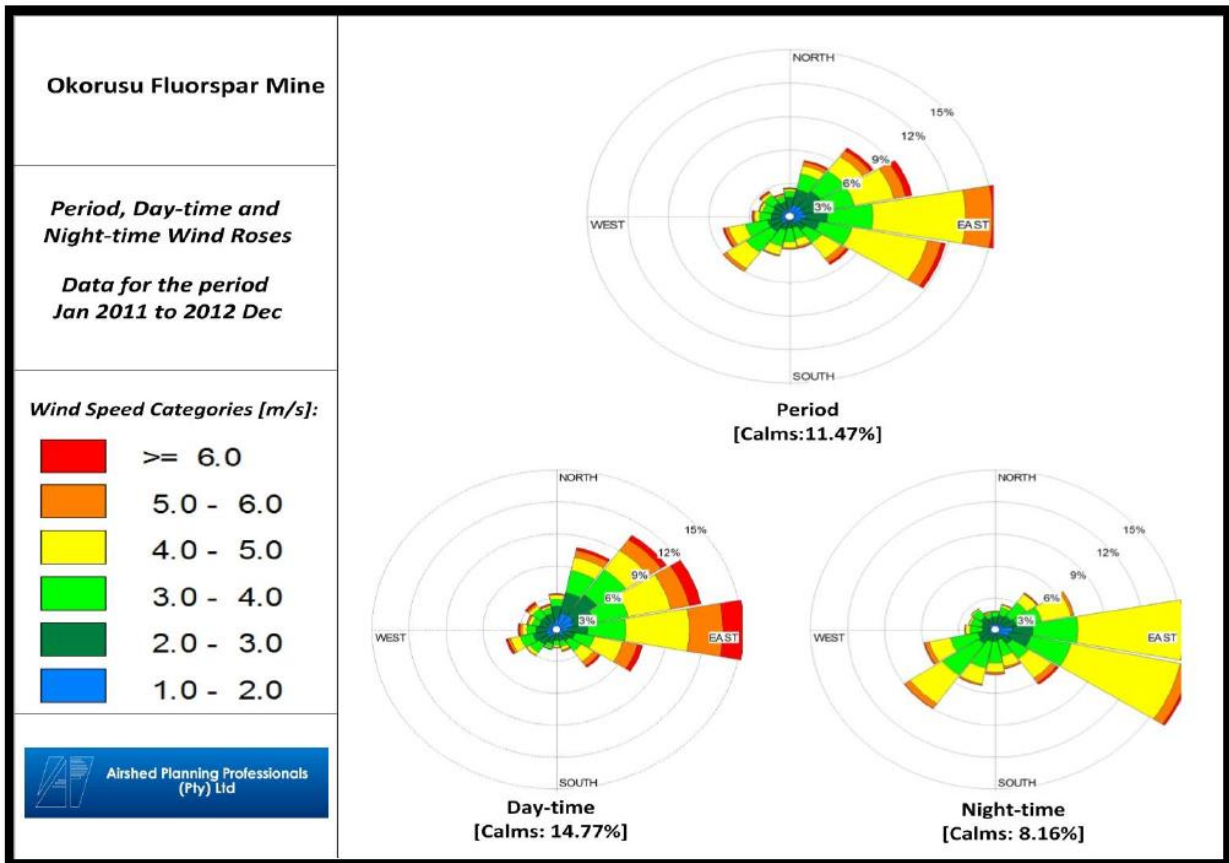 Okorusu Fluorspar Mine
Period, Day-time and
Night-time Wind Roses
Data for the period
Jan 2011 to 2012 Dec
Wind Speed Categories [m/s]:
>= 6.0
5.0 - 6.0
4.0 - 5.0
3.0 - 4.0
2.0 - 3.0
1.0 - 2.0
Airshed Planning Professionals
(Pty) Ltd
NORTH
15%
12%
9%
6%
3%
WEST
EAST
SOUTH
Period
[Calms:11.47%]
NORTH
15%
12%
9%
6%
3%
WEST
EAST
SOUTH
Day-time
[Calms: 14.77%]
NORTH
15%
12%
9%
6%
3%
WEST
EAST
SOUTH
Night-time
[Calms: 8.16%]